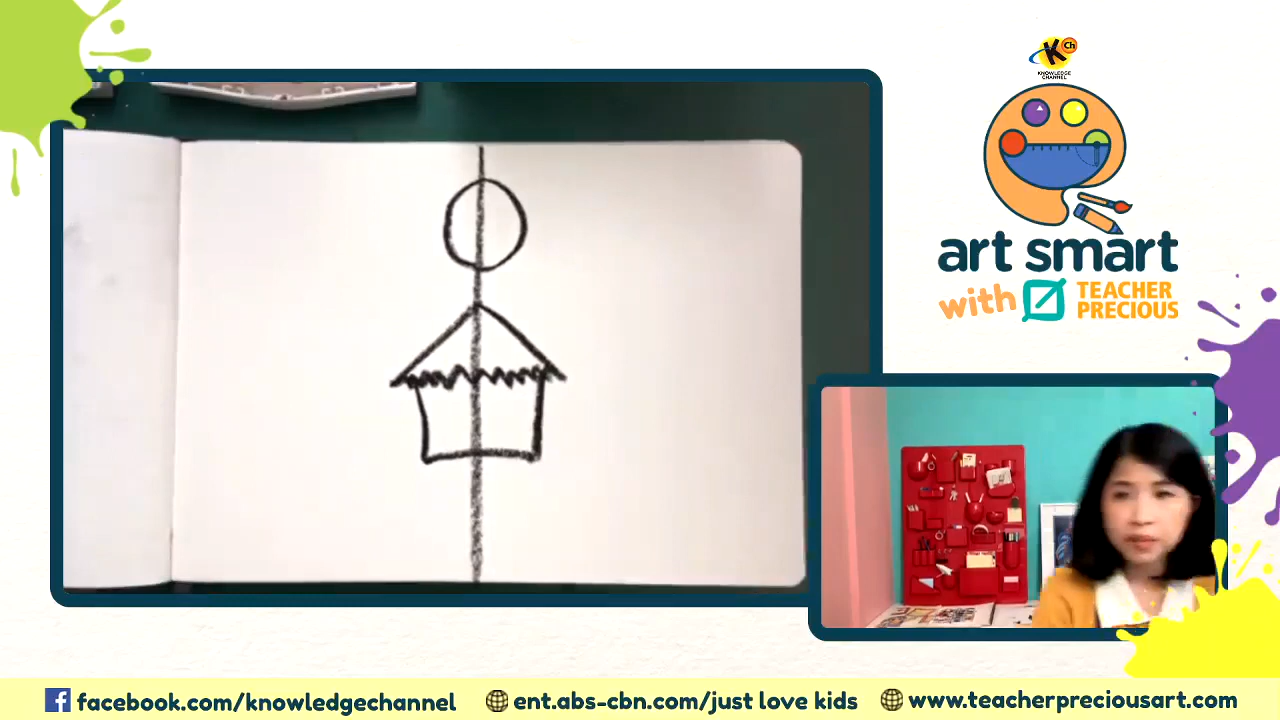 K Ch
KNOWLEDGE
CHANNEL
art smart
with TEACHER
PRECIOUS
facebook.com/knowledgechannel
ent.abs-cbn.com/just love kids
www.teacherpreciousart.com